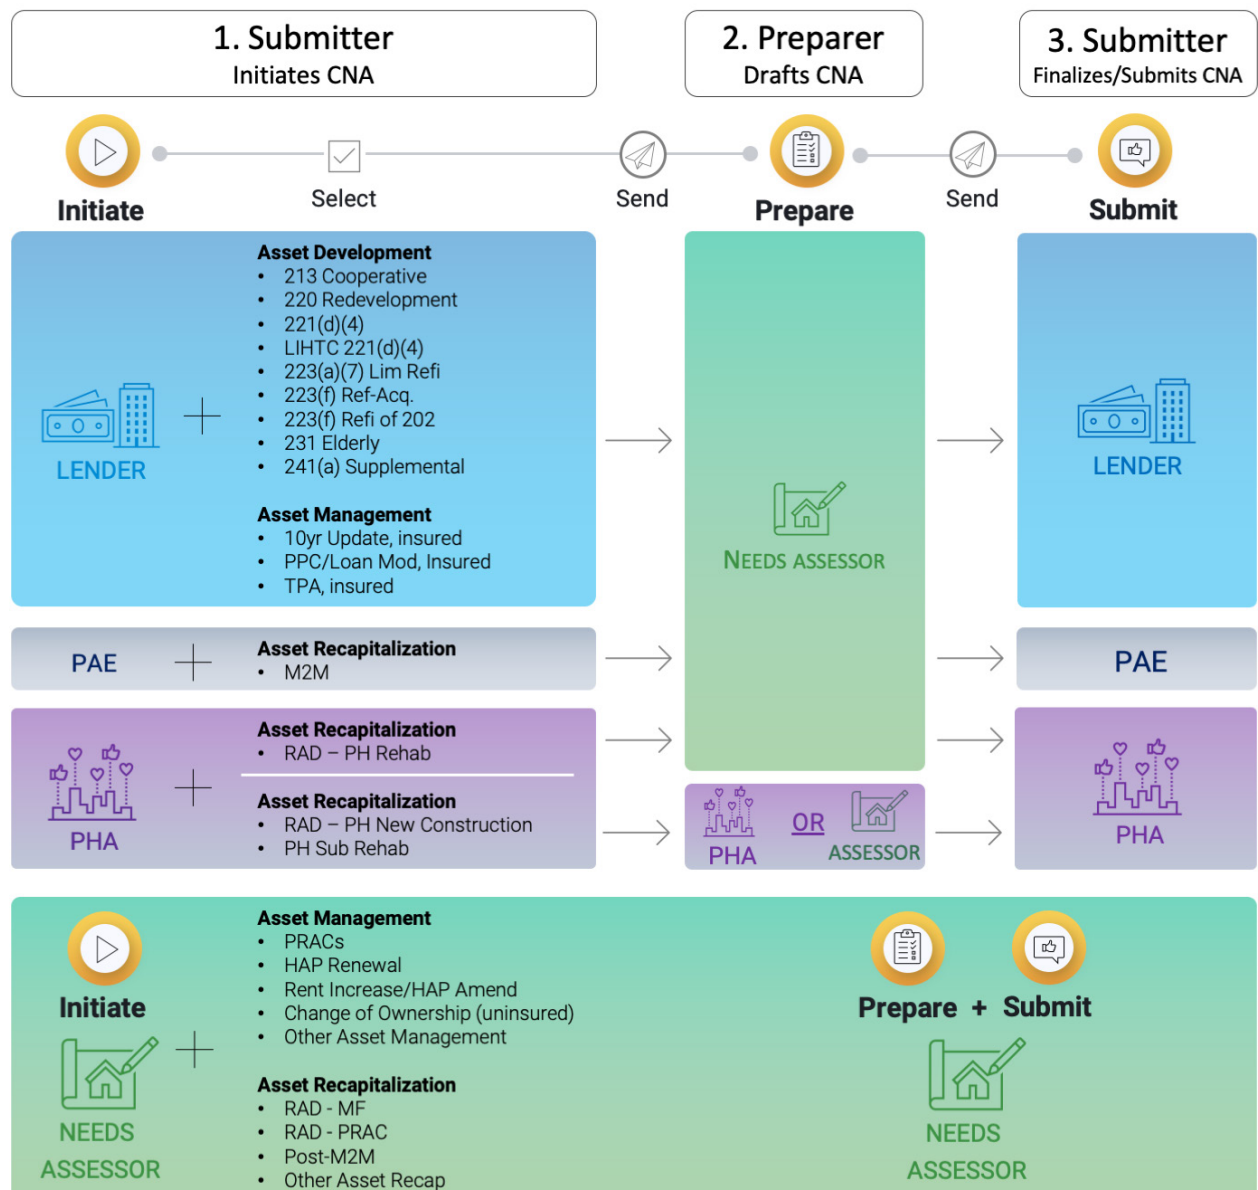 1. Submitter
Initiates CNA
2. Preparer
Drafts CNA
3. Submitter
Finalizes/Submits CNA
Initiate
Select
Send
Prepare
Send
Submit
LENDER
Asset Development
• 213 Cooperative
• 220 Redevelopment
• 221(d)(4)
• LIHTC 221(d)(4)
• 223(a)(7) Lim Refi
• 223(f) Ref-Acq.
• 223(f) Refi of 202
• 231 Elderly
• 241(a) Supplemental
Asset Management
• 10yr Update, insured
• PPC/Loan Mod, Insured
• TPA, insured
NEEDS ASSESSOR
LENDER
PAE
Asset Recapitalization
• M2M
PAE
PHA
Asset Recapitalization
• RAD – PH Rehab
Asset Recapitalization
• RAD – PH New Construction
• PH Sub Rehab
PHA
OR
ASSESSOR
PHA
Initiate
NEEDS
ASSESSOR
Asset Management
• PRACs
• HAP Renewal
• Rent Increase/HAP Amend
• Change of Ownership (uninsured)
• Other Asset Management
Asset Recapitalization
• RAD - MF
• RAD - PRAC
• Post-M2M
• Other Asset Recap
Prepare + Submit
NEEDS
ASSESSOR